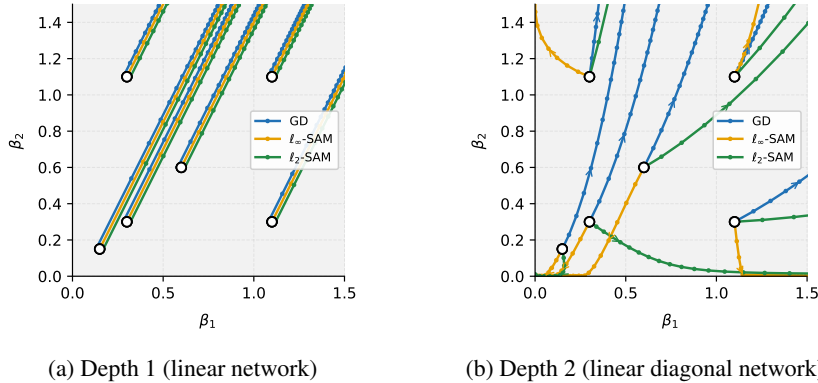 1.4
1.2
1.0
0.8
0.6
0.4
0.2
0.0
β₂
0.0
0.5
1.0
1.5
β₁
GD
ℓ∞-SAM
ℓ₂-SAM
(a) Depth 1 (linear network)
1.4
1.2
1.0
0.8
0.6
0.4
0.2
0.0
β₂
0.0
0.5
1.0
1.5
β₁
GD
ℓ∞-SAM
ℓ₂-SAM
(b) Depth 2 (linear diagonal network)